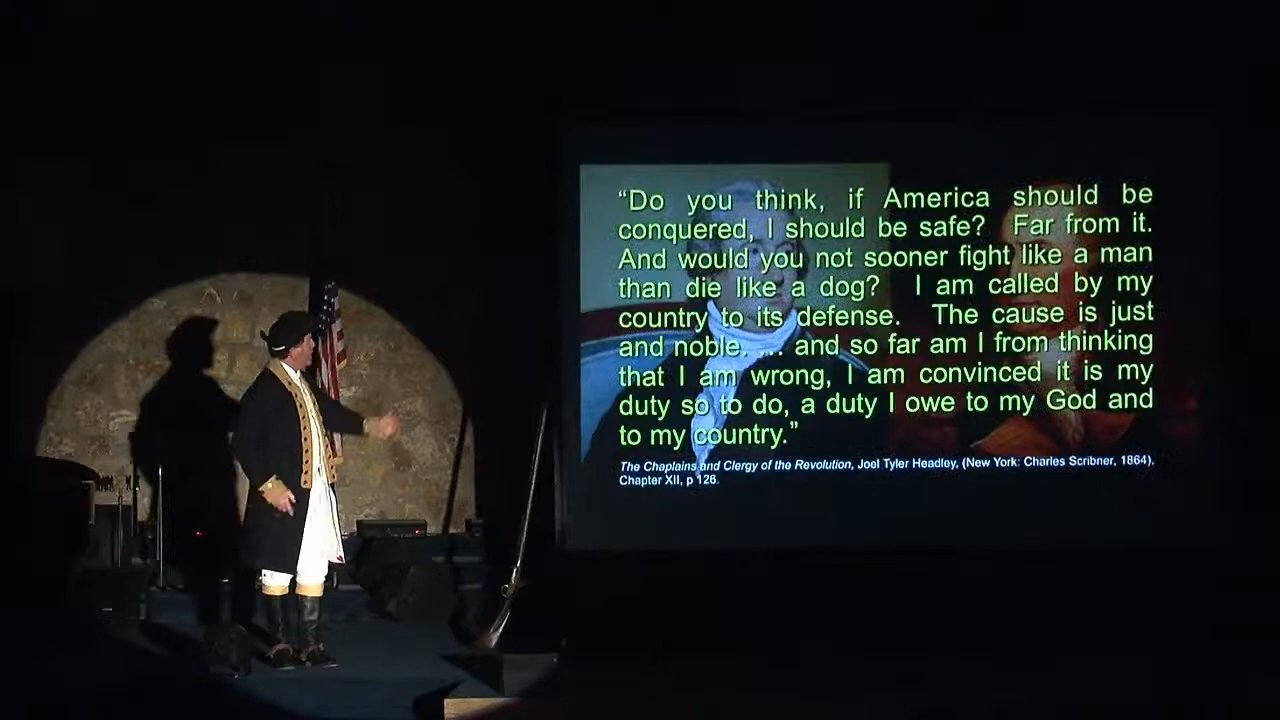 “Do you think, if America should be
conquered, I should be safe? Far from it.
And would you not sooner fight like a man
than die like a dog? I am called by my
country to its defense. The cause is just
and noble. ... and so far am I from thinking
that I am wrong, I am convinced it is my
duty so to do, a duty I owe to my God and
to my country.”
The Chaplains and Clergy of the Revolution, Joel Tyler Headley, (New York: Charles Scribner, 1864),
Chapter XII, p 126.